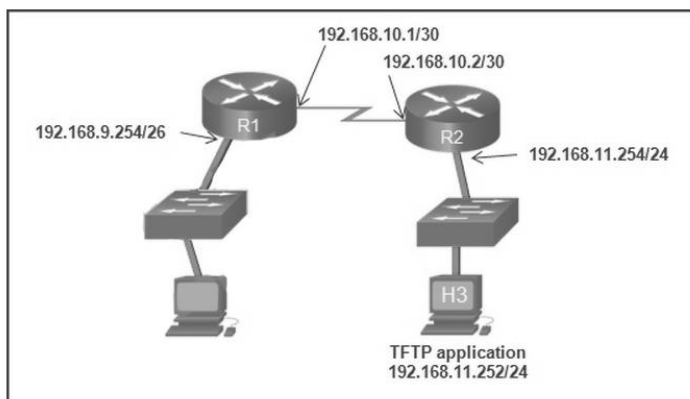 192.168.10.1/30
192.168.10.2/30
R1
192.168.9.254/26
R2
192.168.11.254/24
H3
TFTP application
192.168.11.252/24